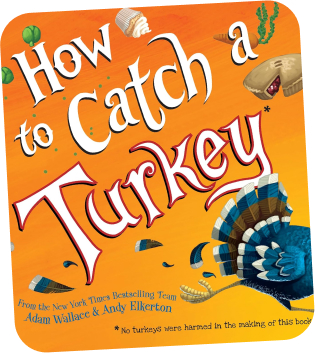 How
to Catch a
Turkey*
From the New York Times Bestselling Team
Adam Wallace & Andy Elkerton
*No turkeys were harmed in the making of this book